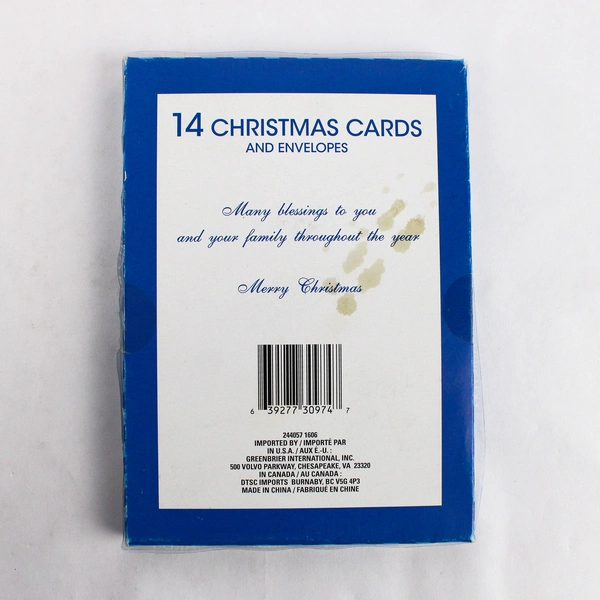 14 CHRISTMAS CARDS
AND ENVELOPES
Many blessings to you
and your family throughout the year
Merry Christmas
6 39277 30974 7
244057 1606
IMPORTED BY / IMPORTÉ PAR
IN U.S.A. / AUX É.-U. :
GREENBRIER INTERNATIONAL, INC.
500 VOLVO PARKWAY, CHESAPEAKE, VA 23320
IN CANADA / AU CANADA :
DTSC IMPORTS BURNABY, BC V5G 4P3
MADE IN CHINA / FABRIQUÉ EN CHINE